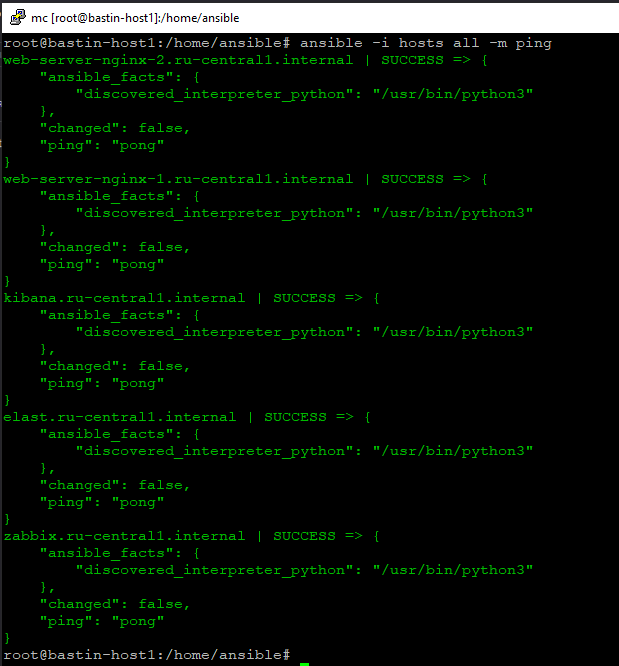 mc [root@bastin-host1]:/home/ansible
root@bastin-host1:/home/ansible# ansible -i hosts all -m ping
web-server-nginx-2.ru-central1.internal | SUCCESS => {
    "ansible_facts": {
        "discovered_interpreter_python": "/usr/bin/python3"
    },
    "changed": false,
    "ping": "pong"
}
web-server-nginx-1.ru-central1.internal | SUCCESS => {
    "ansible_facts": {
        "discovered_interpreter_python": "/usr/bin/python3"
    },
    "changed": false,
    "ping": "pong"
}
kibana.ru-central1.internal | SUCCESS => {
    "ansible_facts": {
        "discovered_interpreter_python": "/usr/bin/python3"
    },
    "changed": false,
    "ping": "pong"
}
elast.ru-central1.internal | SUCCESS => {
    "ansible_facts": {
        "discovered_interpreter_python": "/usr/bin/python3"
    },
    "changed": false,
    "ping": "pong"
}
zabbix.ru-central1.internal | SUCCESS => {
    "ansible_facts": {
        "discovered_interpreter_python": "/usr/bin/python3"
    },
    "changed": false,
    "ping": "pong"
}
root@bastin-host1:/home/ansible#